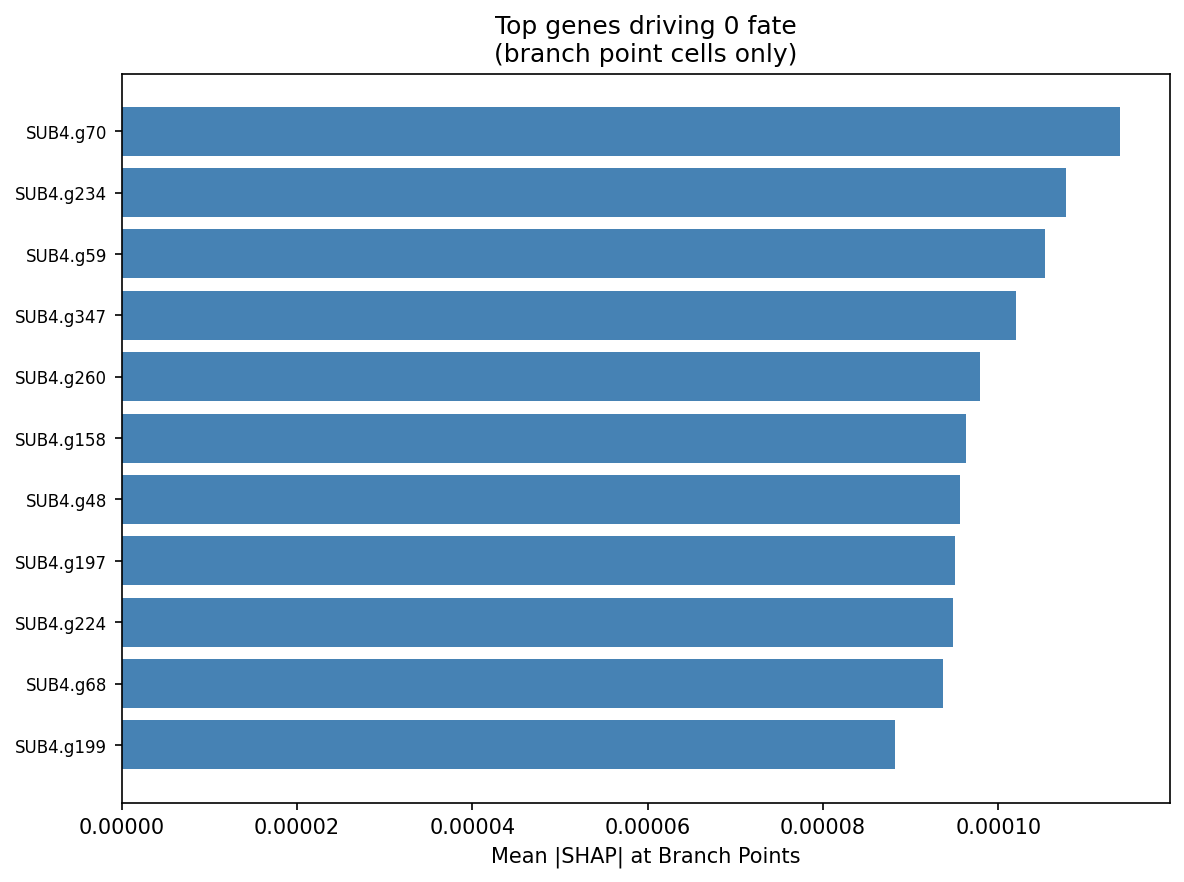 Top genes driving 0 fate
(branch point cells only)
SUB4.g70
SUB4.g234
SUB4.g59
SUB4.g347
SUB4.g260
SUB4.g158
SUB4.g48
SUB4.g197
SUB4.g224
SUB4.g68
SUB4.g199
0.00000 0.00002 0.00004 0.00006 0.00008 0.00010
Mean |SHAP| at Branch Points